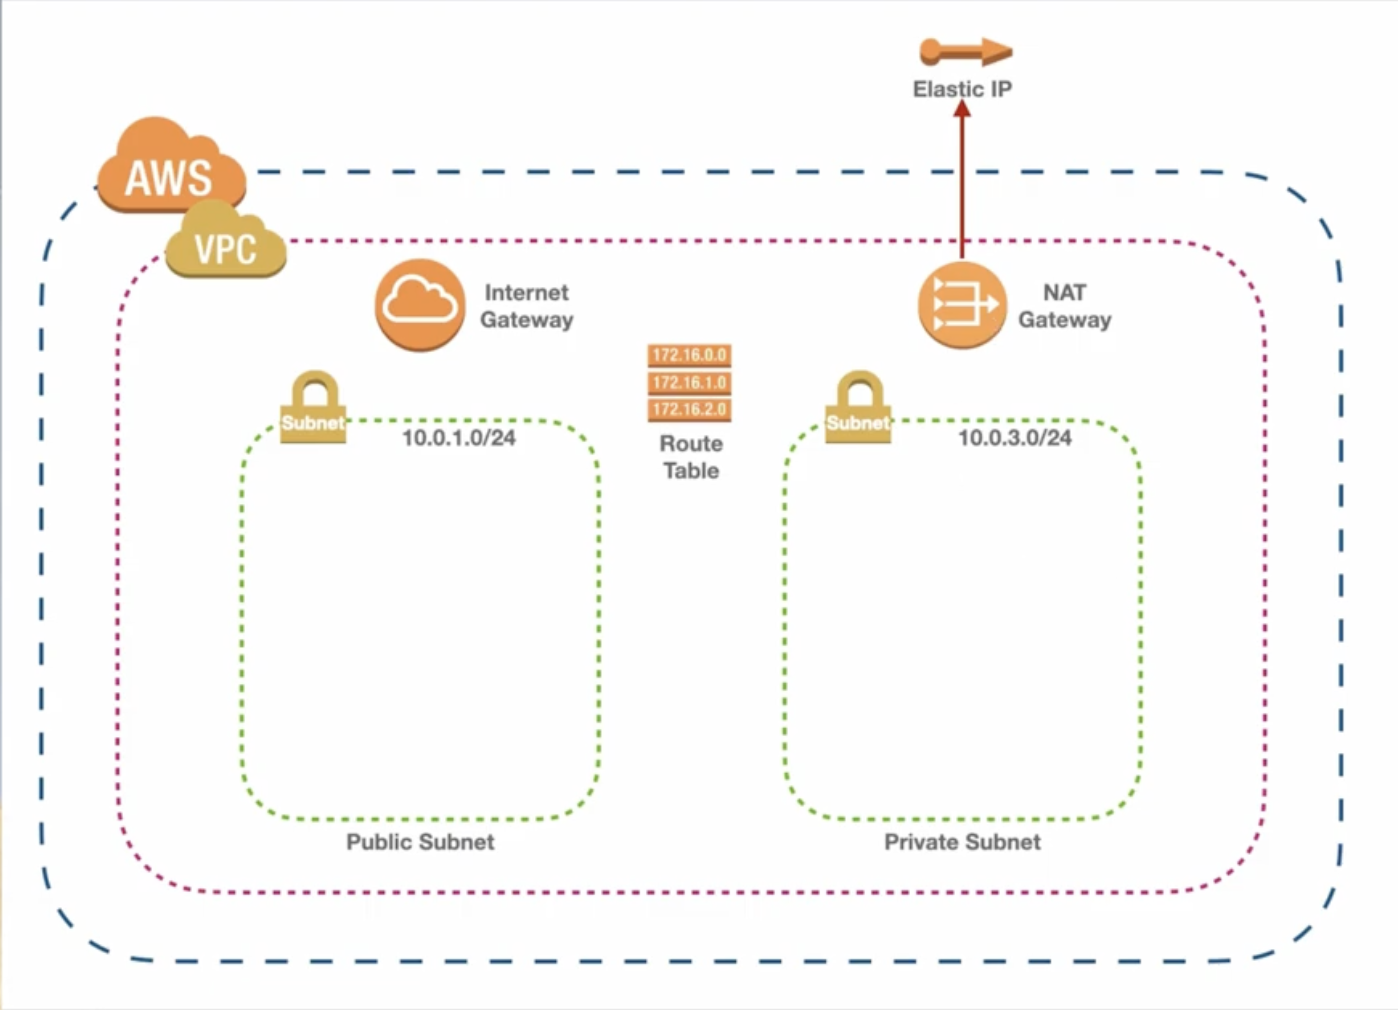 Elastic IP
AWS
VPC
Internet
Gateway
NAT
Gateway
172.16.0.0
172.16.1.0
172.16.2.0
Route
Table
Subnet
10.0.1.0/24
Subnet
10.0.3.0/24
Public Subnet
Private Subnet